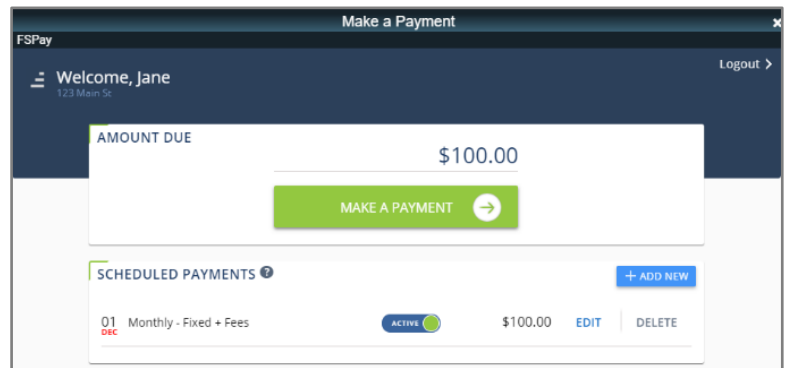 Make a Payment x
FSPay
Welcome, Jane
Logout >
123 Main St
AMOUNT DUE
$100.00
MAKE A PAYMENT →
SCHEDULED PAYMENTS ?
+ ADD NEW
01 Monthly - Fixed + Fees ACTIVE $100.00 EDIT DELETE
DEC